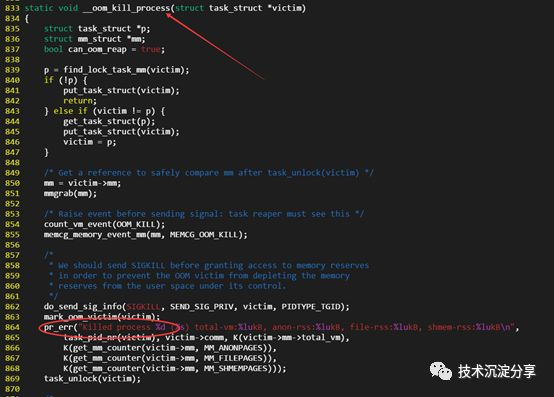 833 static void __oom_kill_process(struct task_struct *victim)
834 {
835     struct task_struct *p;
836     struct mm_struct *mm;
837     bool can_oom_reap = true;
838
839     p = find_lock_task_mm(victim);
840     if (!p) {
841         put_task_struct(victim);
842         return;
843     } else if (victim != p) {
844         get_task_struct(p);
845         put_task_struct(victim);
846         victim = p;
847     }
848
849     /* Get a reference to safely compare mm after task_unlock(victim) */
850     mm = victim->mm;
851     mmgrab(mm);
852
853     /* Raise event before sending signal: task reaper must see this */
854     count_vm_event(OOM_KILL);
855     memcg_memory_event_mm(mm, MEMCG_OOM_KILL);
856
857     /*
858      * We should send SIGKILL before granting access to memory reserves
859      * in order to prevent the OOM victim from depleting the memory
860      * reserves from the user space under its control.
861      */
862     do_send_sig_info(SIGKILL, SEND_SIG_PRIV, victim, PIDTYPE_TGID);
863     mark_oom_victim(victim);
864     pr_err("Killed process %d (%s) total-vm:%lukB, anon-rss:%lukB, file-rss:%lukB, shmem-rss:%lukB\n",
865         task_pid_nr(victim), victim->comm, K(victim->mm->total_vm),
866         K(get_mm_counter(victim->mm, MM_ANONPAGES)),
867         K(get_mm_counter(victim->mm, MM_FILEPAGES)),
868         K(get_mm_counter(victim->mm, MM_SHMEMPAGES)));
869     task_unlock(victim);
870
技术沉淀分享